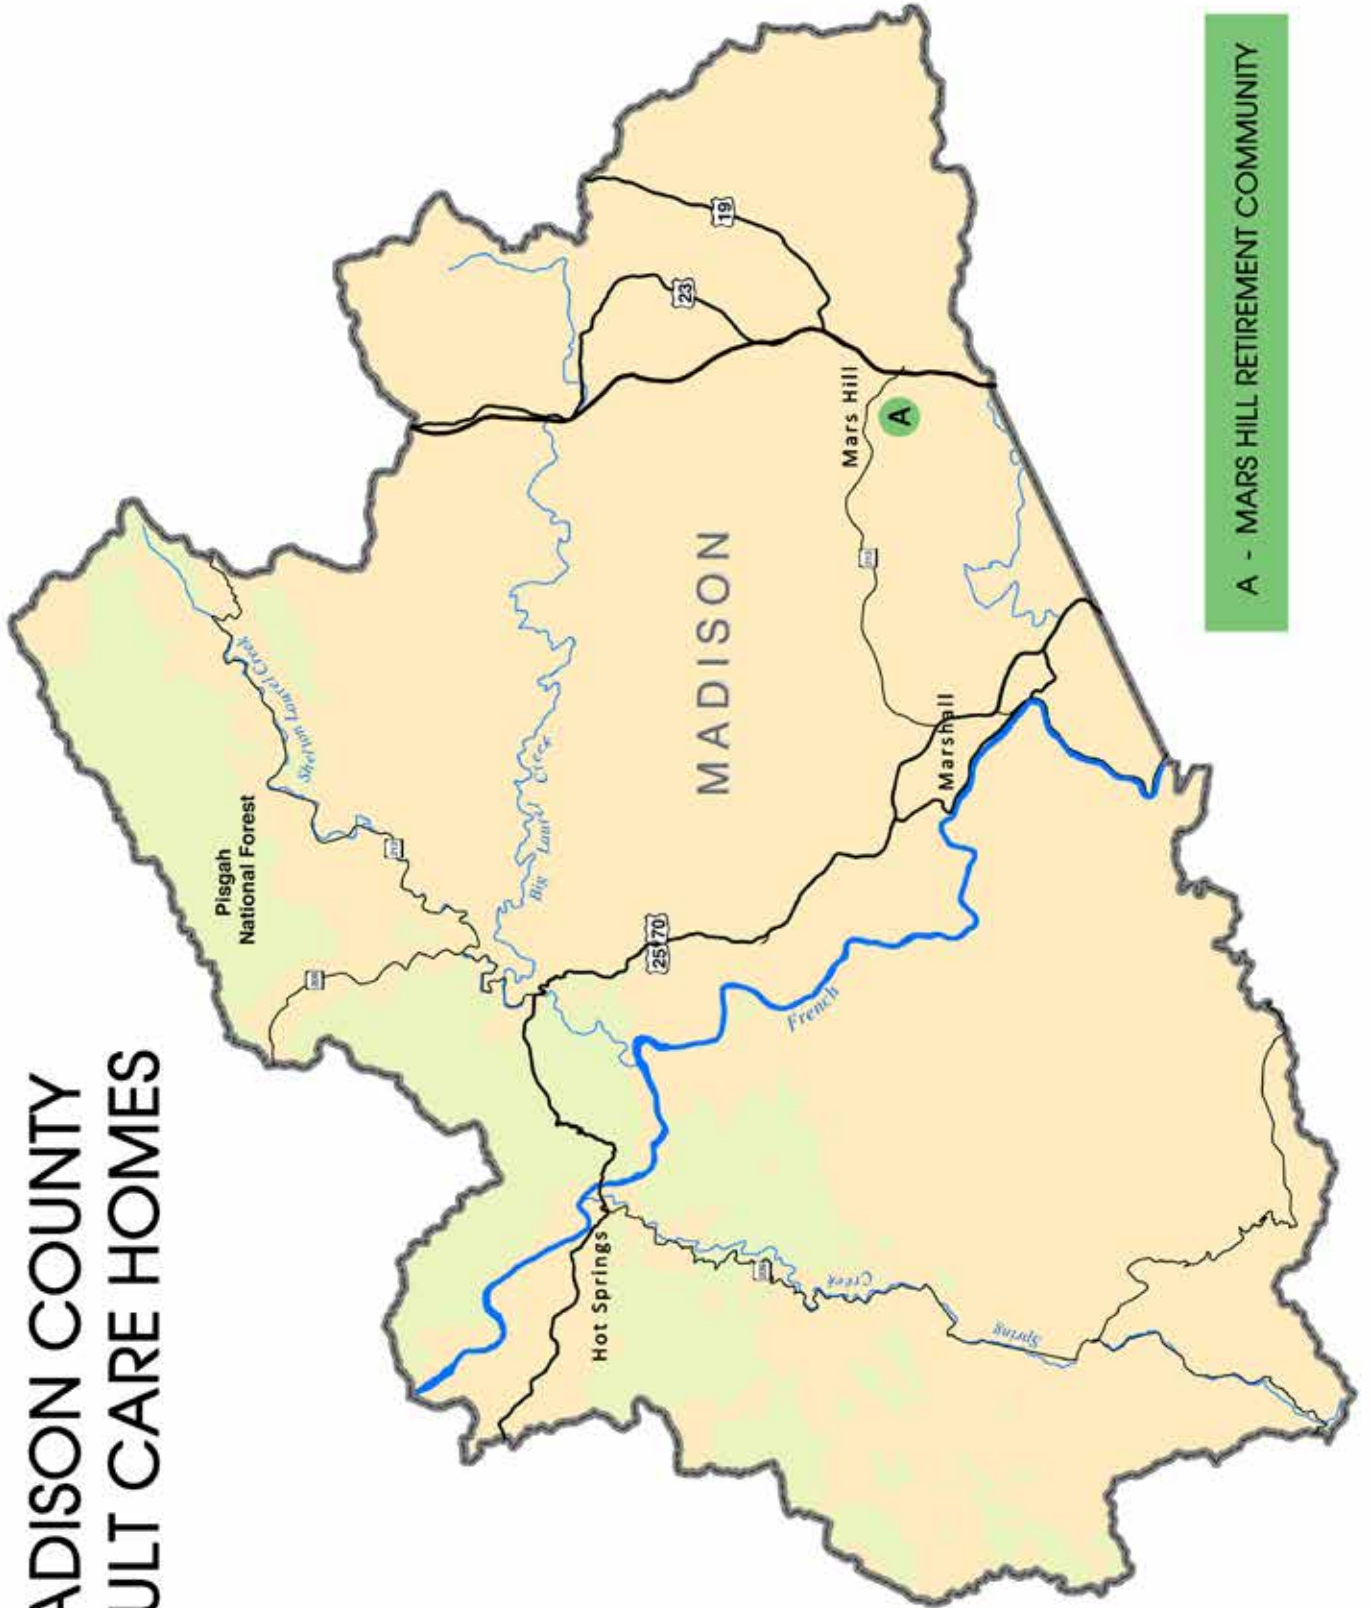 ADISON COUNTY
ULT CARE HOMES
Pisgah
National Forest
Shelton Laurel Creek
Big Laurel Creek
23
19
25 70
MADISON
Mars Hill
A
Marshall
French
Hot Springs
Spring Creek
A - MARS HILL RETIREMENT COMMUNITY